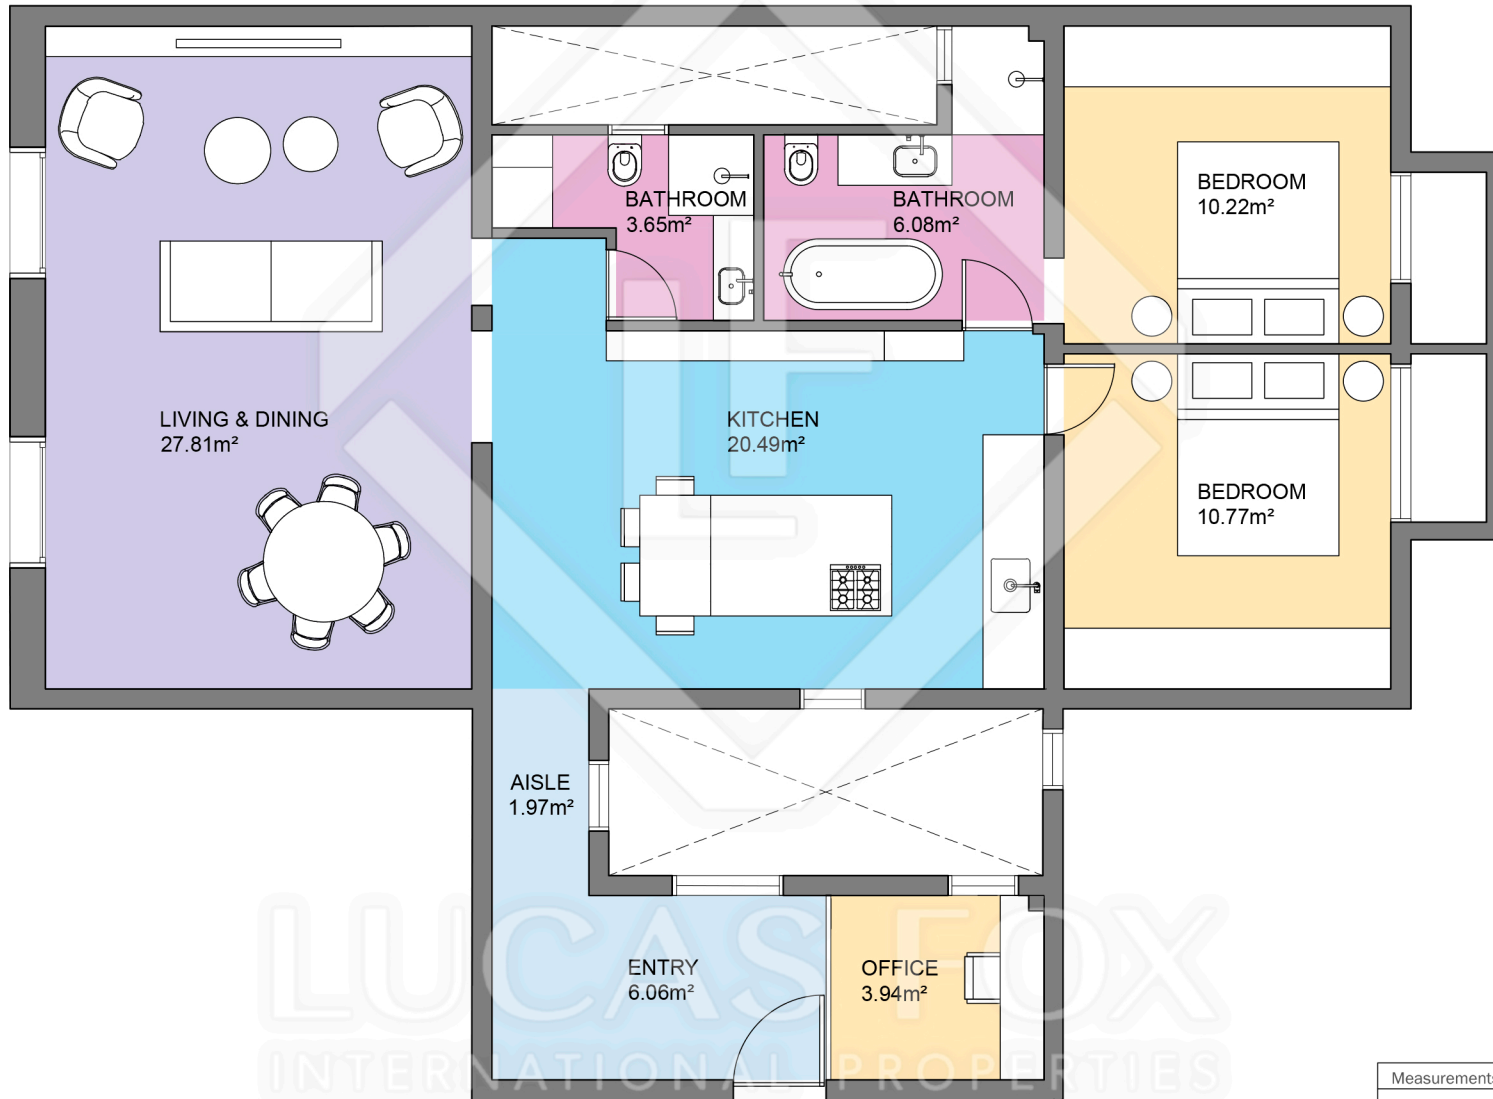 BATHROOM
3.65m²
BATHROOM
6.08m²
BEDROOM
10.22m²
LIVING & DINING
27.81m²
KITCHEN
20.49m²
BEDROOM
10.77m²
AISLE
1.97m²
ENTRY
6.06m²
OFFICE
3.94m²
LF
LUCAS FOX
INTERNATIONAL PROPERTIES
Measurements